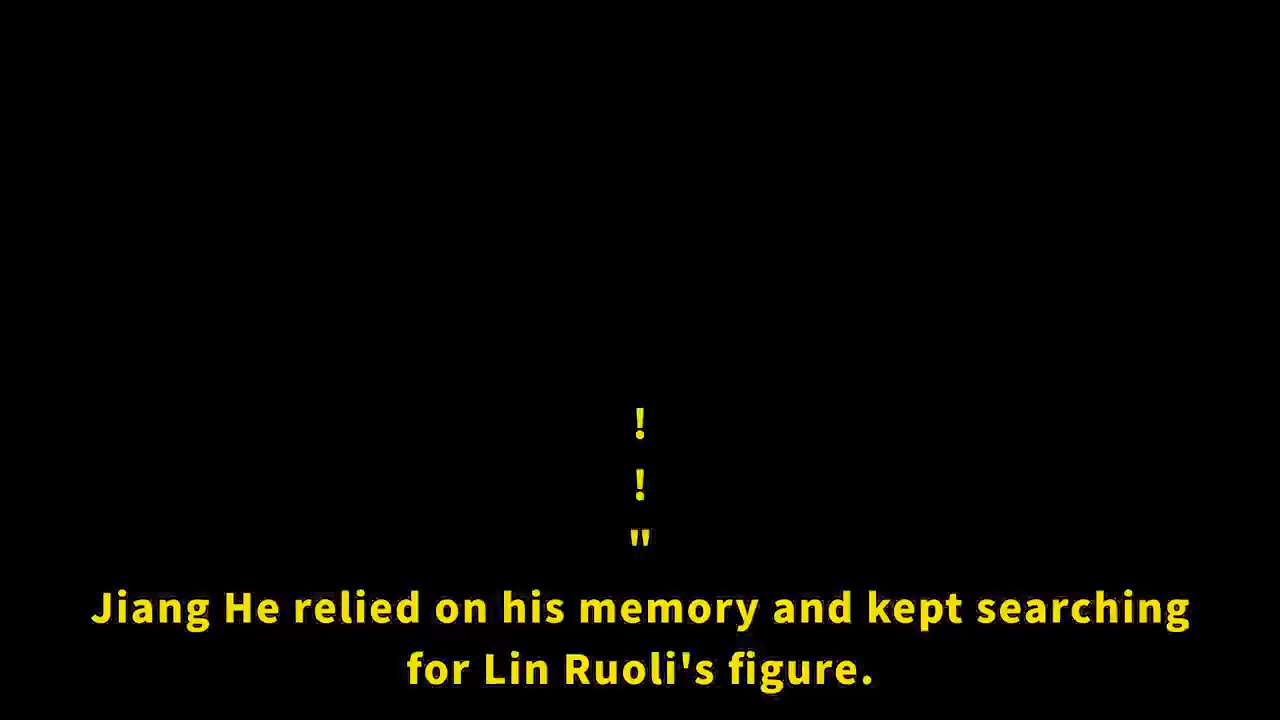 !
!
"
Jiang He relied on his memory and kept searching
for Lin Ruoli's figure.